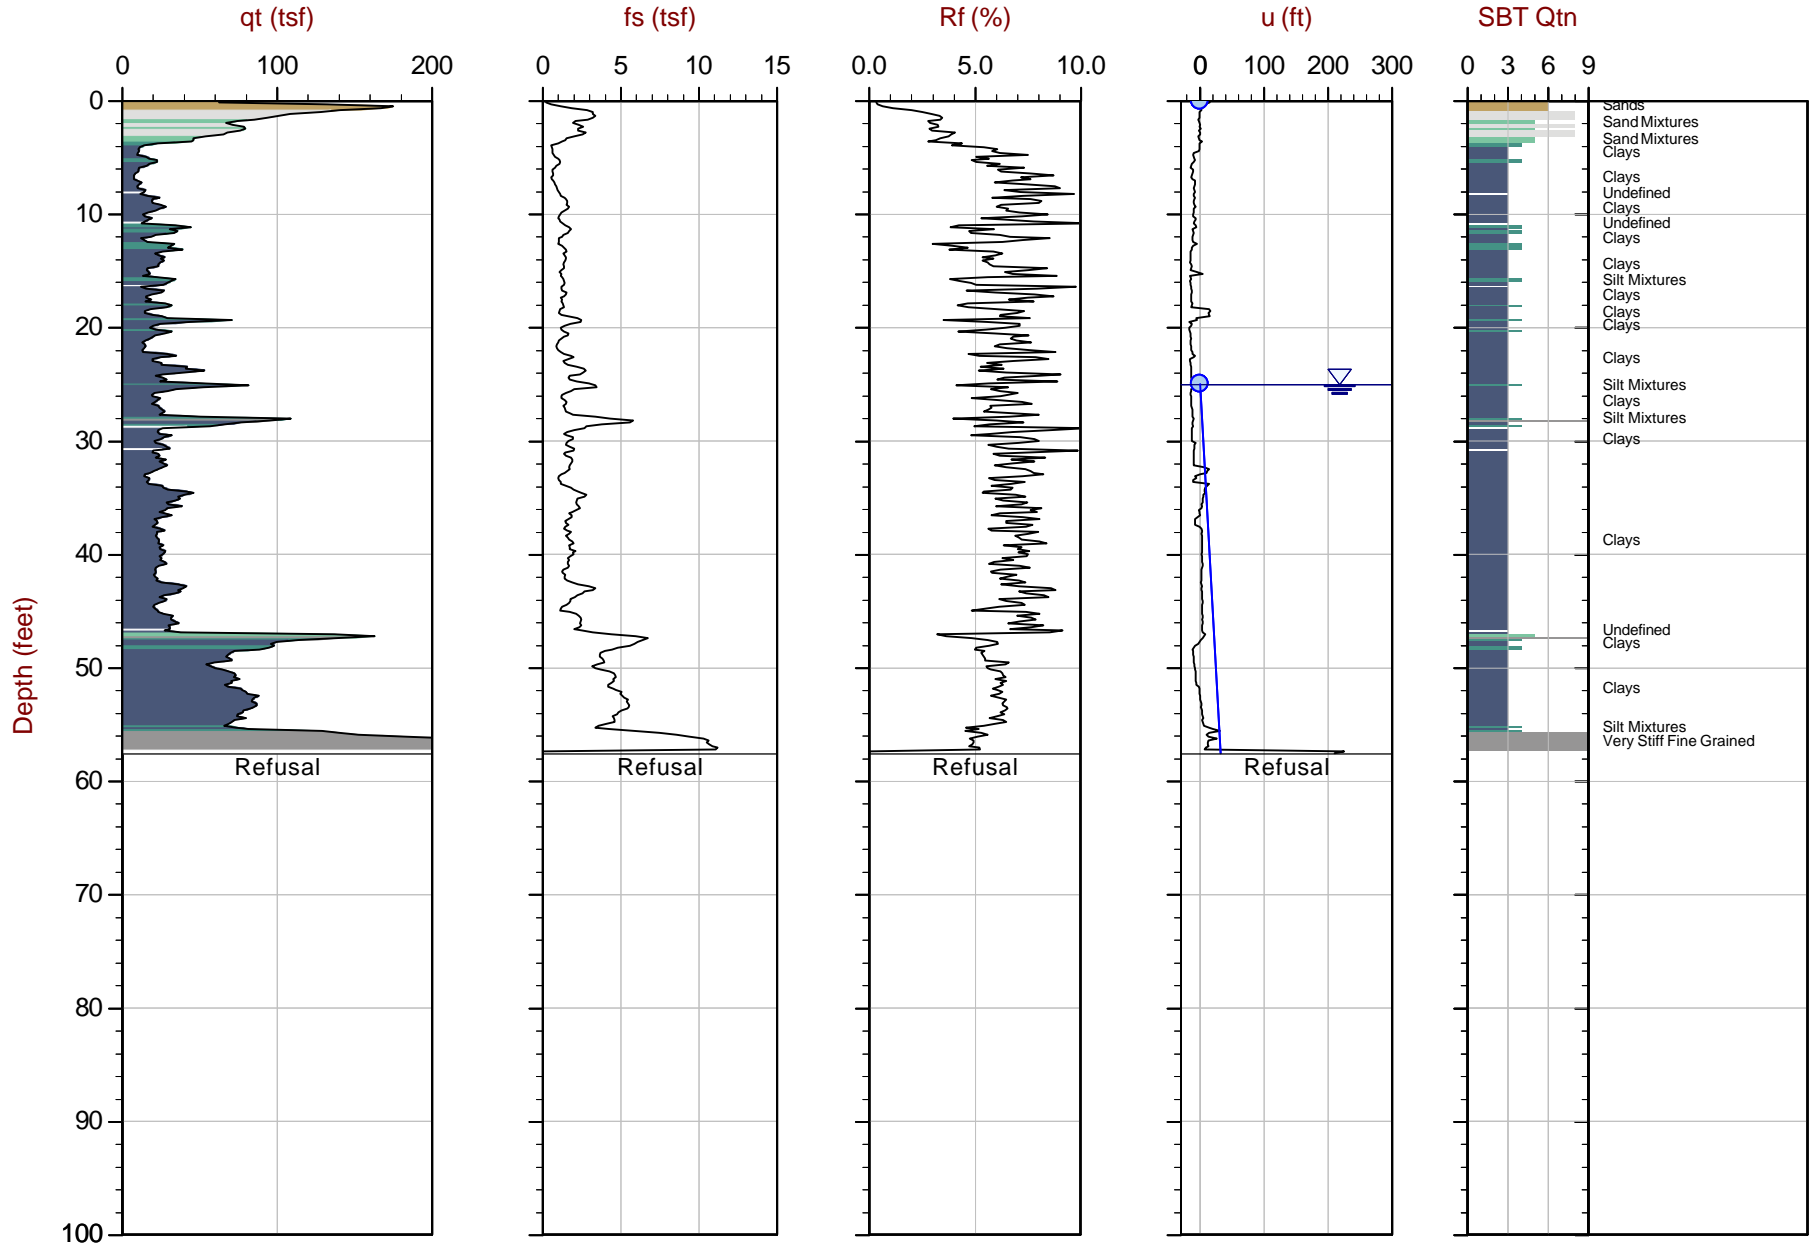 qt (tsf) fs (tsf) Rf (%) u (ft) SBT Qtn
0 100 200 0 5 10 15 0.0 5.0 10.0 0 100 200 300 0 3 6 9
0
10
20
30
40
50
60
70
80
90
100
Depth (feet)
Sands
Sand Mixtures
Sand Mixtures
Clays
Clays
Undefined
Clays
Undefined
Clays
Clays
Silt Mixtures
Clays
Clays
Clays
Clays
Silt Mixtures
Clays
Silt Mixtures
Clays
Clays
Undefined
Clays
Clays
Silt Mixtures
Very Stiff Fine Grained
Refusal Refusal Refusal Refusal